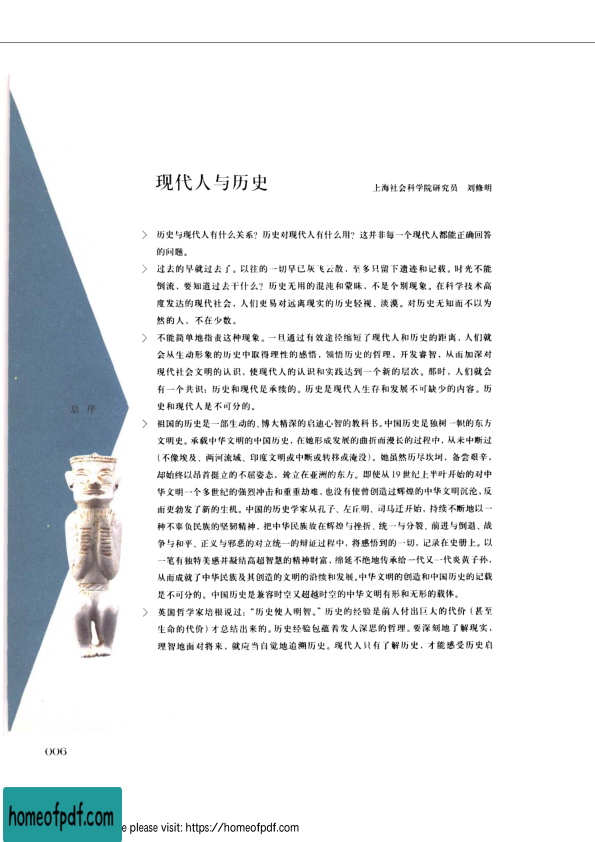 现代人与历史
上海社会科学院研究员 刘修明
> 历史与现代人有什么关系？历史对现代人有什么用？这并非每一个现代人都能正确回答
的问题。
> 过去的早就过去了。以往的一切早已灰飞云散，至多只留下遗迹和记载。时光不能
倒流，要知道过去干什么？历史无用的混沌和蒙昧，不是个别现象。在科学技术高
度发达的现代社会，人们更易对远离现实的历史轻视、淡漠。对历史无知而不以为
然的人，不在少数。
> 不能简单地指责这种现象。一旦通过有效途径缩短了现代人和历史的距离，人们就
会从生动形象的历史中取得理性的感悟，领悟历史的哲理，开发睿智，从而加深对
现代社会文明的认识，使现代人的认识和实践达到一个新的层次。那时，人们就会
有一个共识：历史和现代是承续的。历史是现代人生存和发展不可缺少的内容。历
史和现代人是不可分的。
总 序
> 祖国的历史是一部生动的、博大精深的启迪心智的教科书。中国历史是独树一帜的东方
文明史。承载中华文明的中国历史，在她形成发展的曲折而漫长的过程中，从未中断过
（不像埃及、两河流域、印度文明或中断或转移或淹没）。她虽然历尽坎坷，备尝艰辛，
却始终以昂首挺立的不屈姿态，耸立在亚洲的东方。即使从19世纪上半叶开始的对中
华文明一个多世纪的强烈冲击和重重劫难，也没有使曾创造过辉煌的中华文明沉沦，反
而更勃发了新的生机。中国的历史学家从孔子、左丘明、司马迁开始，持续不断地以一
种不辜负民族的坚韧精神，把中华民族放在辉煌与挫折、统一与分裂、前进与倒退、战
争与和平、正义与邪恶的对立统一的辩证过程中，将感悟到的一切，记录在史册上。以
一笔有独特美感并凝结高超智慧的精神财富，绵延不绝地传承给一代又一代炎黄子孙，
从而成就了中华民族及其创造的文明的沿续和发展。中华文明的创造和中国历史的记载
是不可分的。中国历史是兼容时空又超越时空的中华文明有形和无形的载体。
> 英国哲学家培根说过：“历史使人明智。”历史的经验是前人付出巨大的代价（甚至
生命的代价）才总结出来的。历史经验包蕴着发人深思的哲理。要深刻地了解现实，
理智地面对将来，就应当自觉地追溯历史。现代人只有了解历史，才能感受历史启
006
homeofpdf.com
e please visit: https://homeofpdf.com